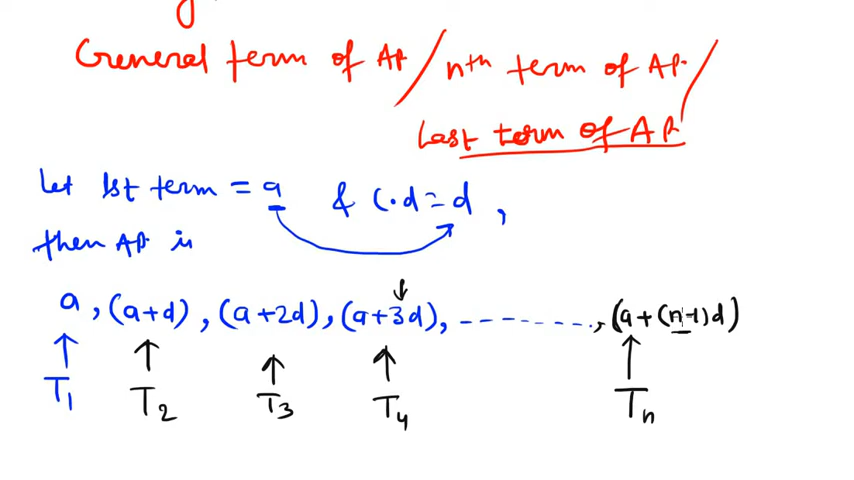 General term of AP / nth term of AP. /
Last term of AP.
Let 1st term = a & C.d = d ,
then AP. is
a , (a+d) , (a+2d) , (a+3d) , - - - - - - - - . , (a+(n-1)d)
T1 T2 T3 T4 Tn